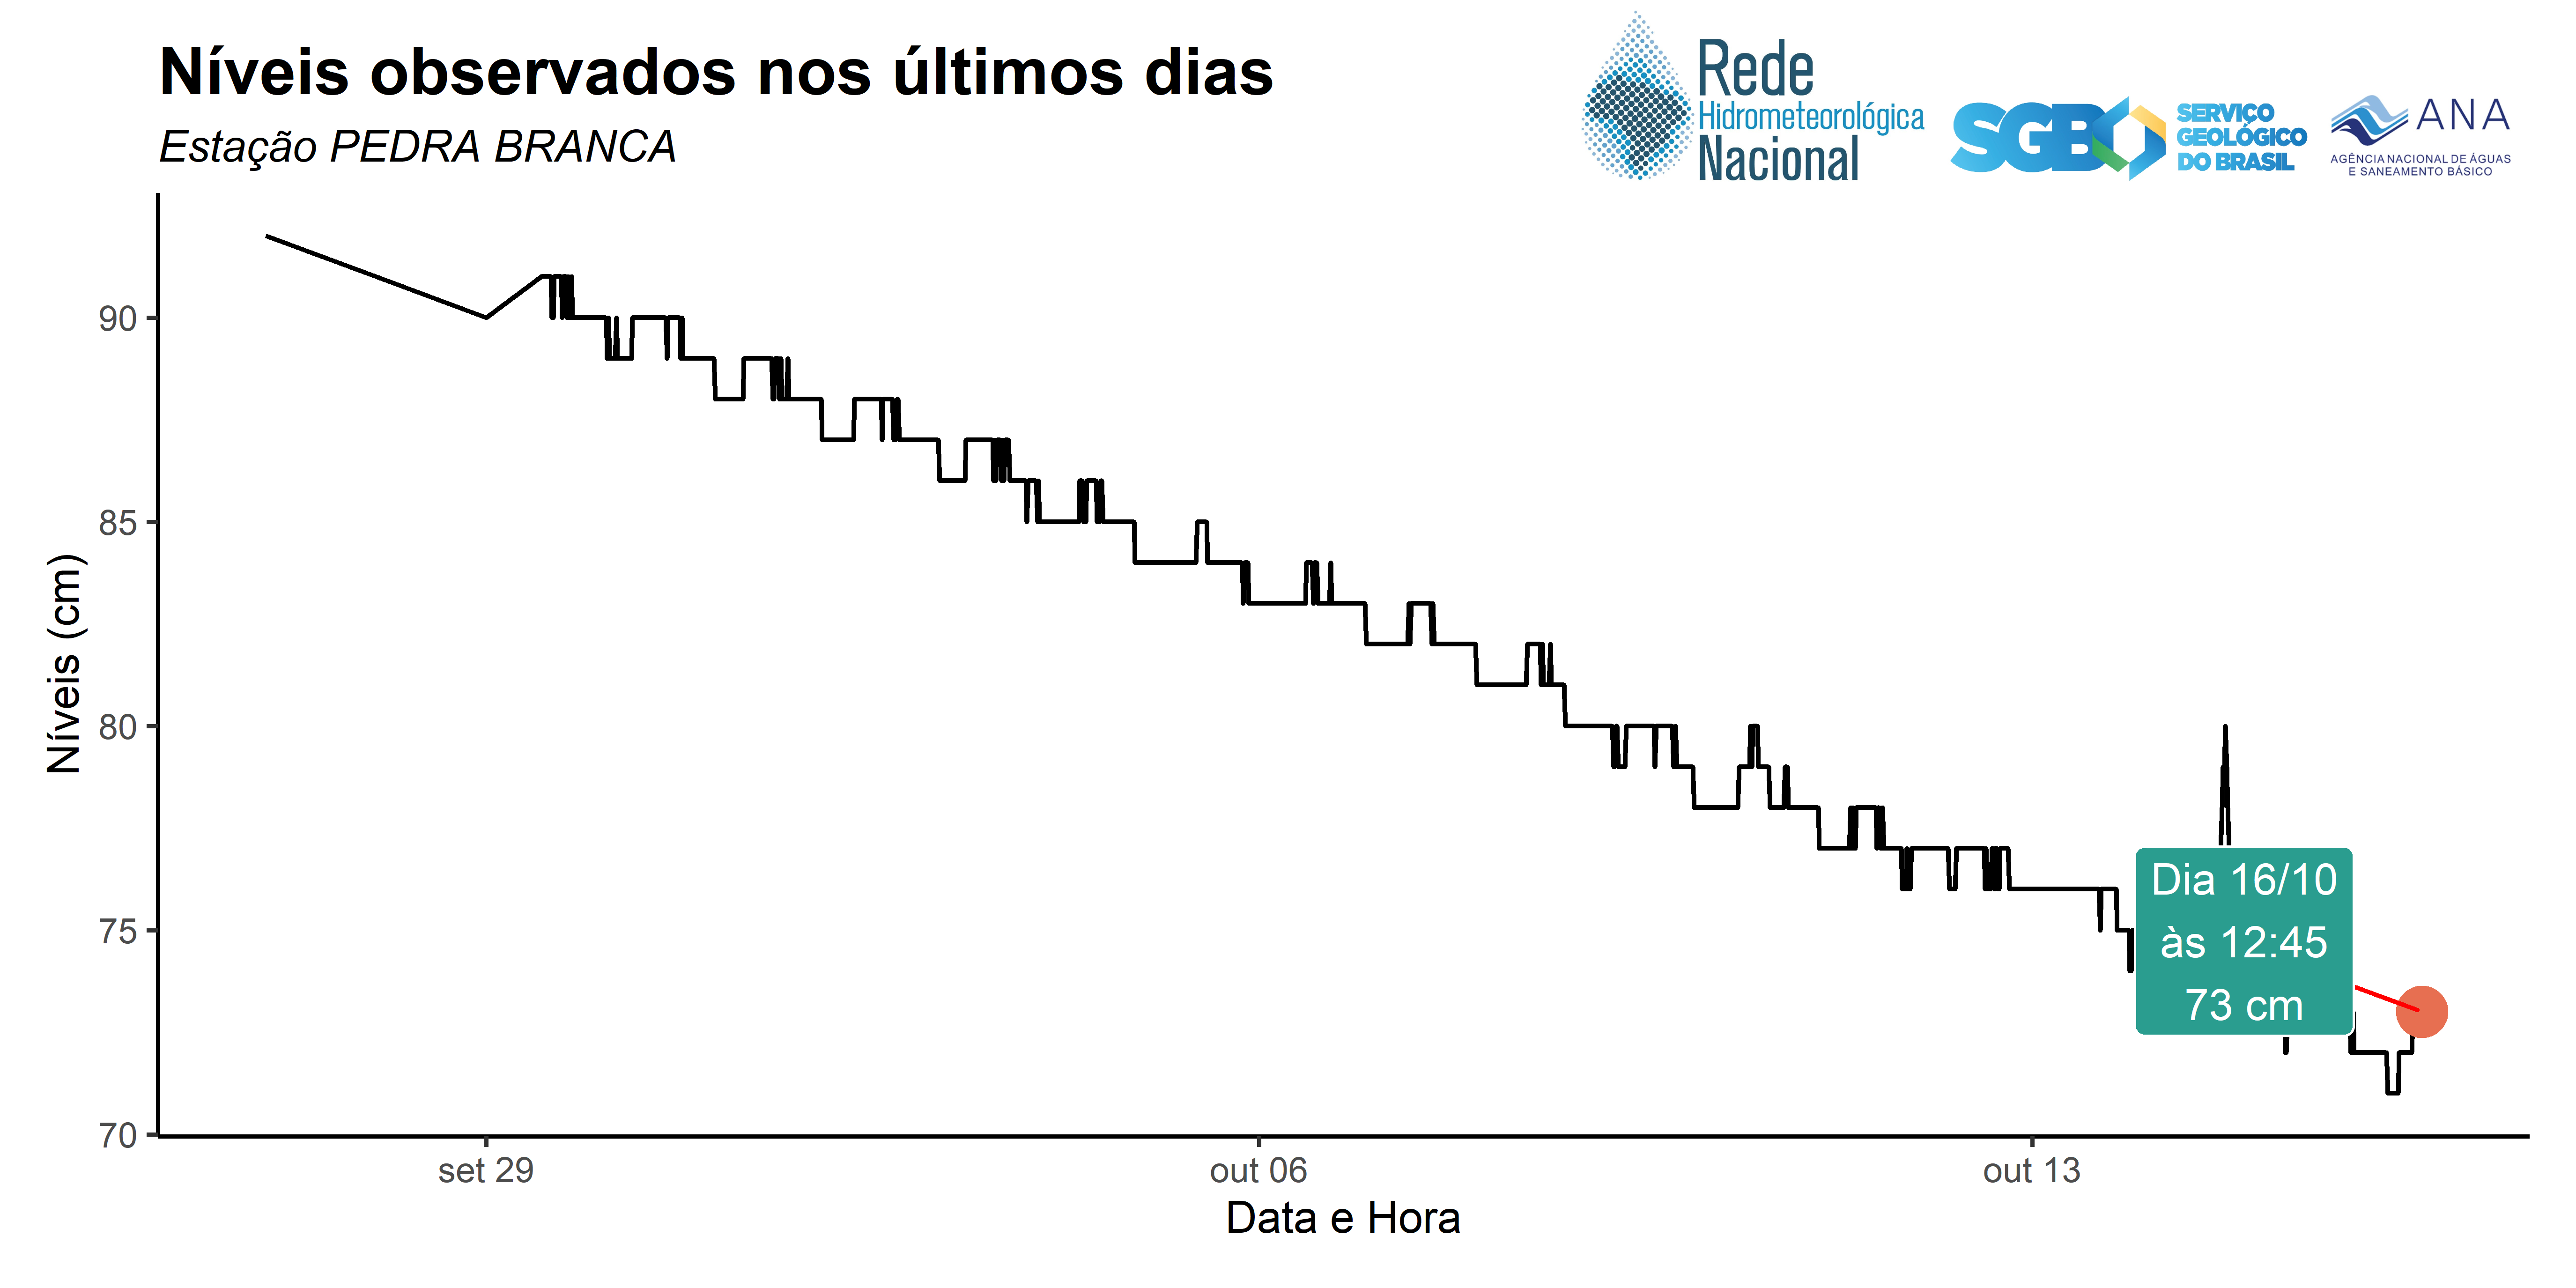 Níveis observados nos últimos dias
Estação PEDRA BRANCA
Rede
Hidrometeorológica
Nacional
SGB
SERVIÇO
GEOLÓGICO
DO BRASIL
ANA
AGÊNCIA NACIONAL DE ÁGUAS
E SANEAMENTO BÁSICO
Níveis (cm)
90
85
80
75
70
Dia 16/10
às 12:45
73 cm
set 29
out 06
out 13
Data e Hora